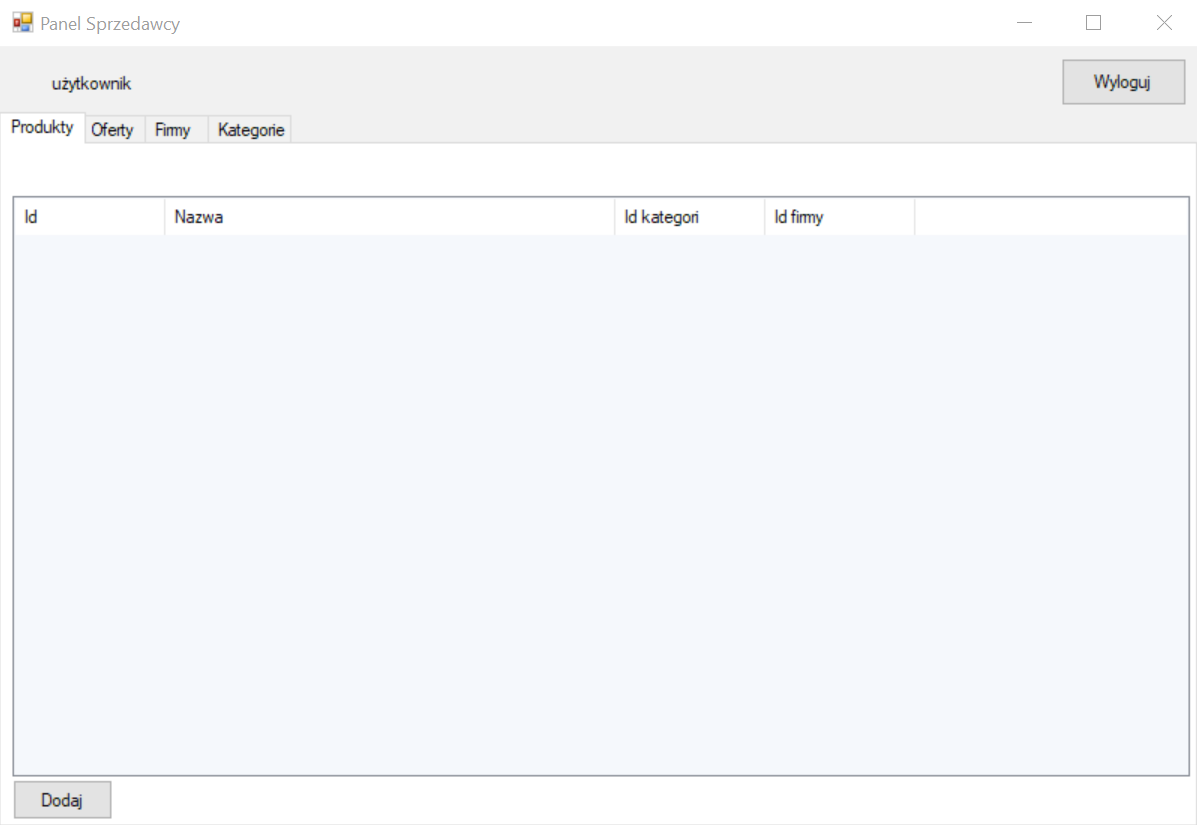 Panel Sprzedawcy
użytkownik
Wyloguj
Produkty Oferty Firmy Kategorie
Id Nazwa Id kategori Id firmy
Dodaj